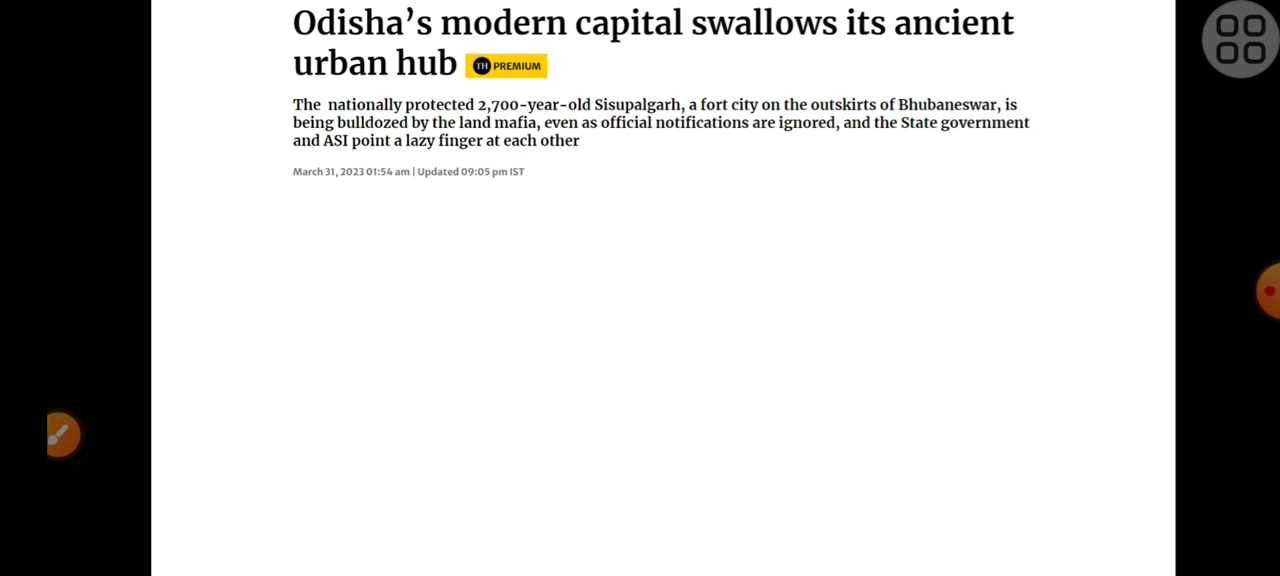 Odisha’s modern capital swallows its ancient
urban hub TH PREMIUM
The nationally protected 2,700-year-old Sisupalgarh, a fort city on the outskirts of Bhubaneswar, is
being bulldozed by the land mafia, even as official notifications are ignored, and the State government
and ASI point a lazy finger at each other
March 31, 2023 01:54 am | Updated 09:05 pm IST